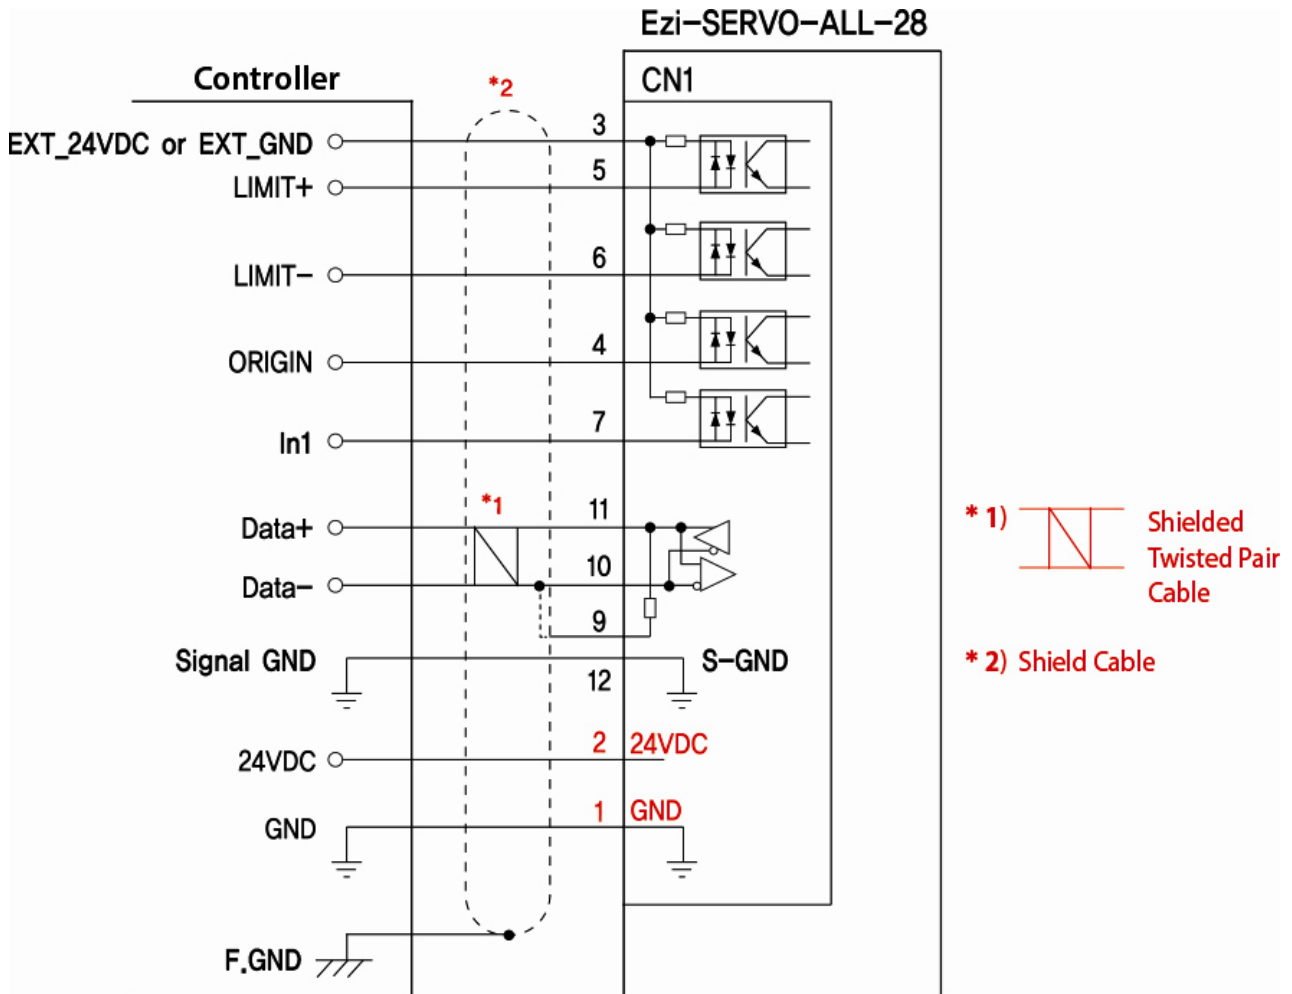 Ezi-SERVO-ALL-28
Controller
*2
CN1
EXT_24VDC or EXT_GND
3
LIMIT+
5
LIMIT-
6
ORIGIN
4
In1
7
*1
Data+
11
Data-
10
9
Signal GND
S-GND
12
24VDC
2
24VDC
GND
1
GND
F.GND
* 1)
Shielded
Twisted Pair
Cable
* 2) Shield Cable